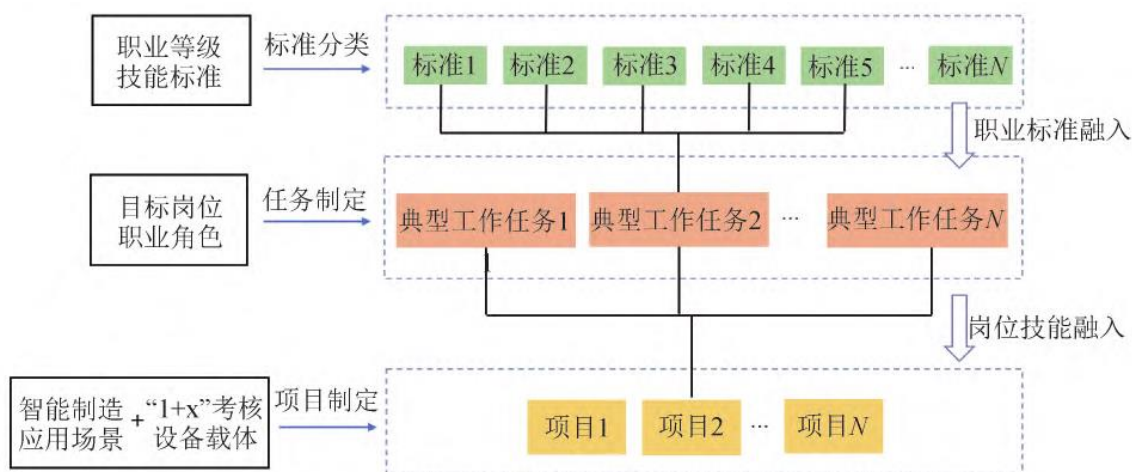 职业等级
技能标准
标准分类
标准1 标准2 标准3 标准4 标准5 … 标准N
职业标准融入
目标岗位
职业角色
任务制定
典型工作任务1 典型工作任务2 … 典型工作任务N
岗位技能融入
智能制造 + “1+x”考核
应用场景 设备载体
项目制定
项目1 项目2 … 项目N